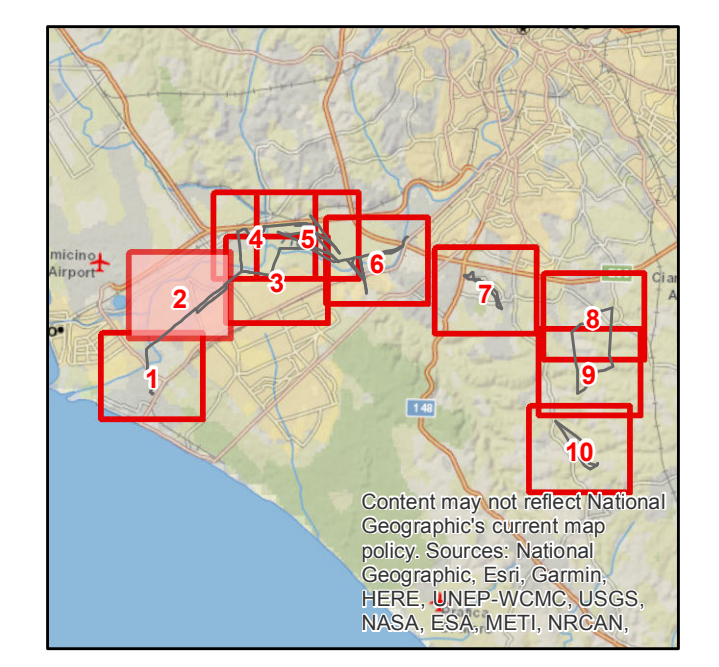 micino
Airport
4
5
6
3
2
7
Cian
A
8
1
9
148
10
Content may not reflect National
Geographic's current map
policy. Sources: National
Geographic, Esri, Garmin,
HERE, UNEP-WCMC, USGS,
NASA, ESA, METI, NRCAN,